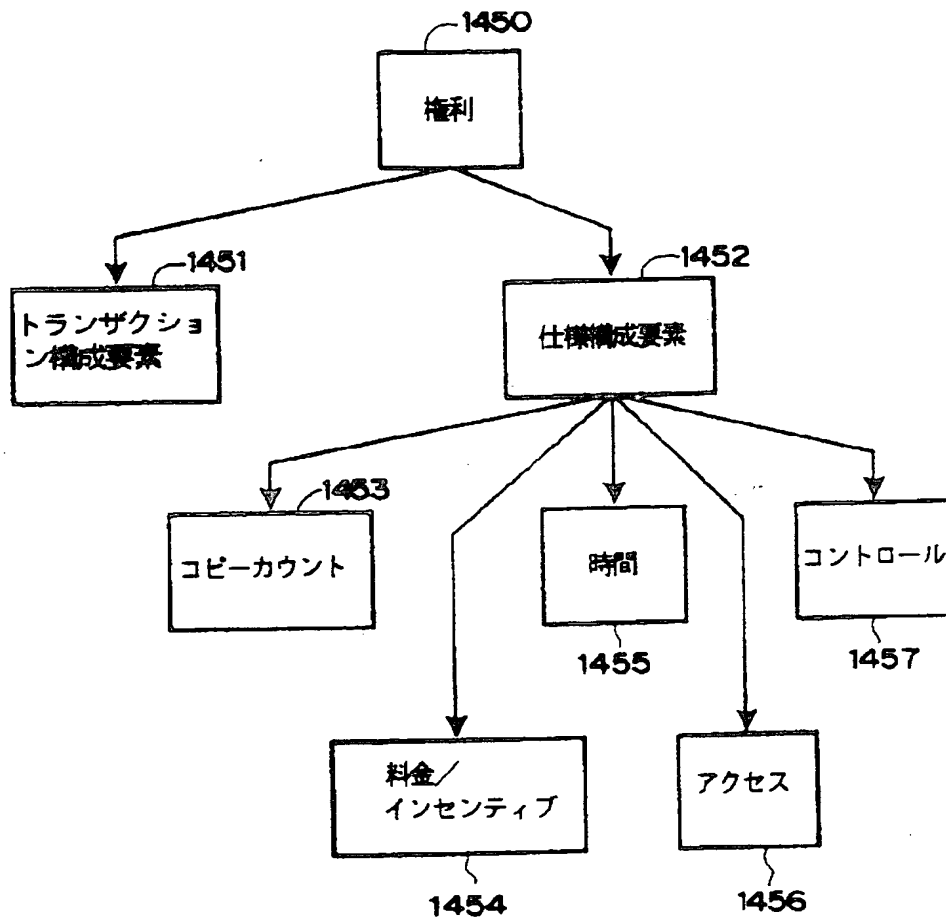 1450
権利
1451
トランザクショ
ン構成要素
1452
仕様構成要素
1453
コピーカウント
時間
1455
コントロール
1457
料金／
インセンティブ
1454
アクセス
1456